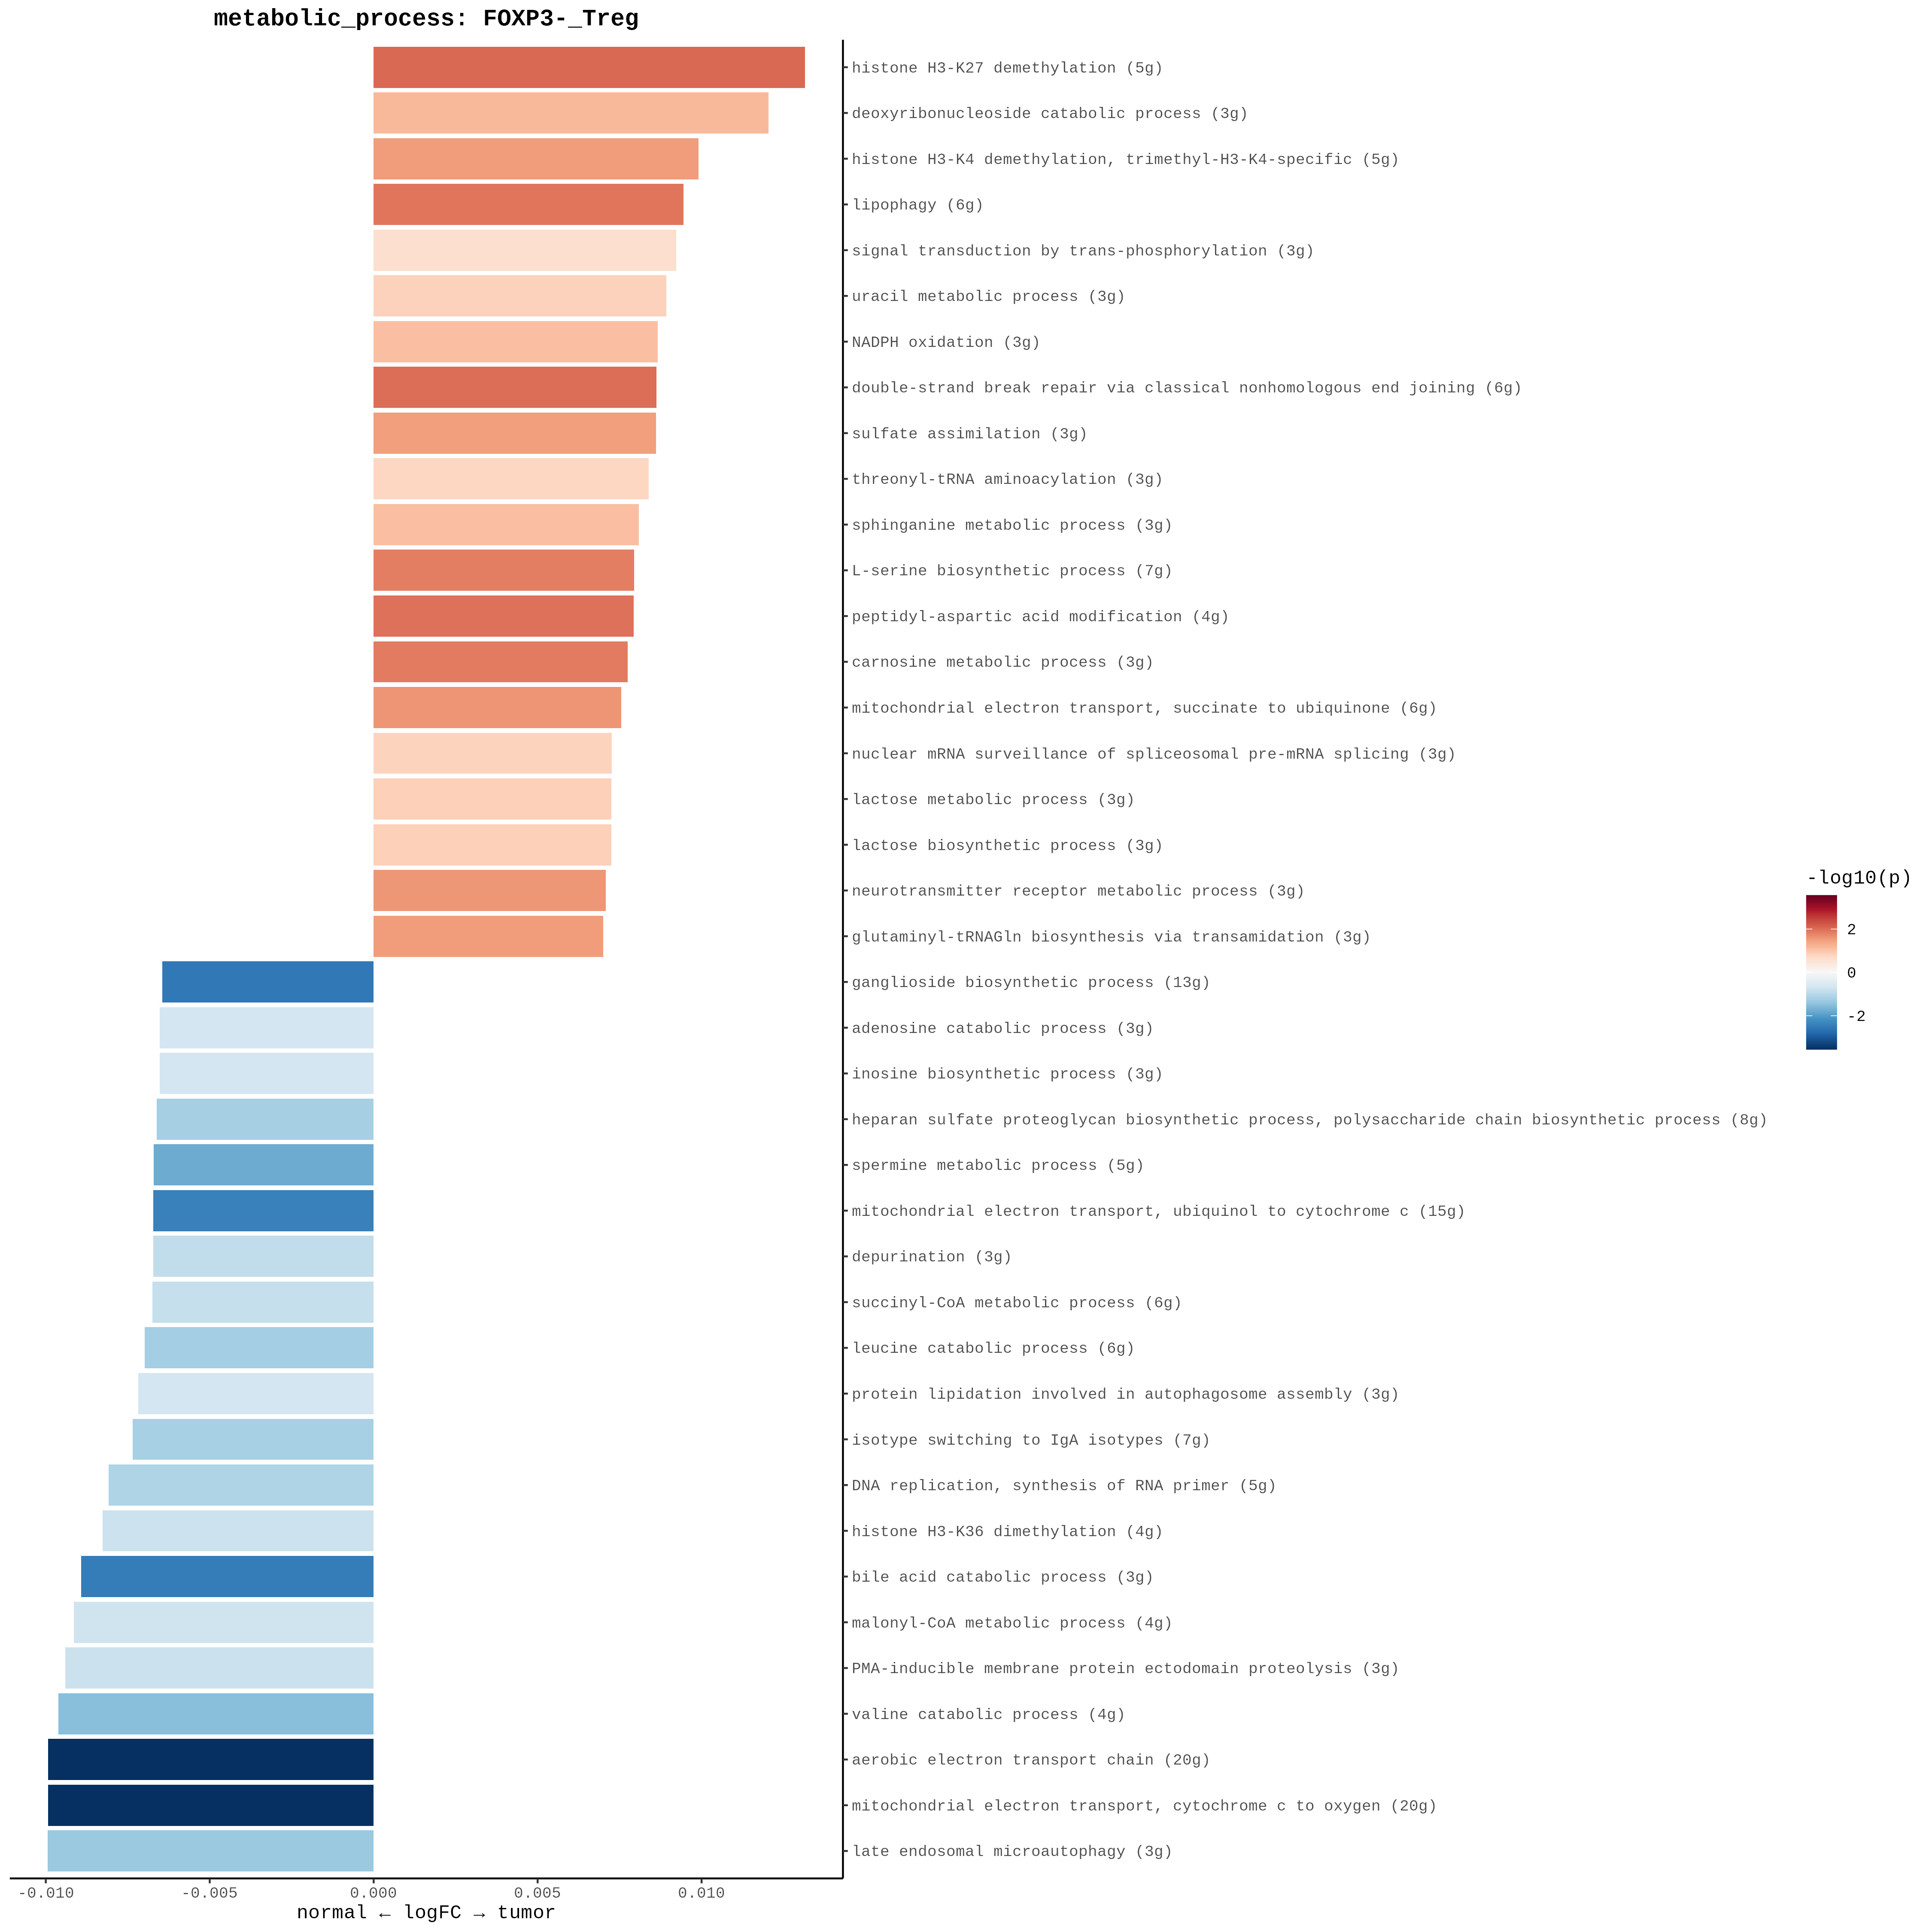 metabolic_process: FOXP3-_Treg
histone H3-K27 demethylation (5g)
deoxyribonucleoside catabolic process (3g)
histone H3-K4 demethylation, trimethyl-H3-K4-specific (5g)
lipophagy (6g)
signal transduction by trans-phosphorylation (3g)
uracil metabolic process (3g)
NADPH oxidation (3g)
double-strand break repair via classical nonhomologous end joining (6g)
sulfate assimilation (3g)
threonyl-tRNA aminoacylation (3g)
sphinganine metabolic process (3g)
L-serine biosynthetic process (7g)
peptidyl-aspartic acid modification (4g)
carnosine metabolic process (3g)
mitochondrial electron transport, succinate to ubiquinone (6g)
nuclear mRNA surveillance of spliceosomal pre-mRNA splicing (3g)
lactose metabolic process (3g)
lactose biosynthetic process (3g)
neurotransmitter receptor metabolic process (3g)
glutaminyl-tRNAGln biosynthesis via transamidation (3g)
ganglioside biosynthetic process (13g)
adenosine catabolic process (3g)
inosine biosynthetic process (3g)
heparan sulfate proteoglycan biosynthetic process, polysaccharide chain biosynthetic process (8g)
spermine metabolic process (5g)
mitochondrial electron transport, ubiquinol to cytochrome c (15g)
depurination (3g)
succinyl-CoA metabolic process (6g)
leucine catabolic process (6g)
protein lipidation involved in autophagosome assembly (3g)
isotype switching to IgA isotypes (7g)
DNA replication, synthesis of RNA primer (5g)
histone H3-K36 dimethylation (4g)
bile acid catabolic process (3g)
malonyl-CoA metabolic process (4g)
PMA-inducible membrane protein ectodomain proteolysis (3g)
valine catabolic process (4g)
aerobic electron transport chain (20g)
mitochondrial electron transport, cytochrome c to oxygen (20g)
late endosomal microautophagy (3g)
-0.010 -0.005 0.000 0.005 0.010
normal ← logFC → tumor
-log10(p)
2
0
-2